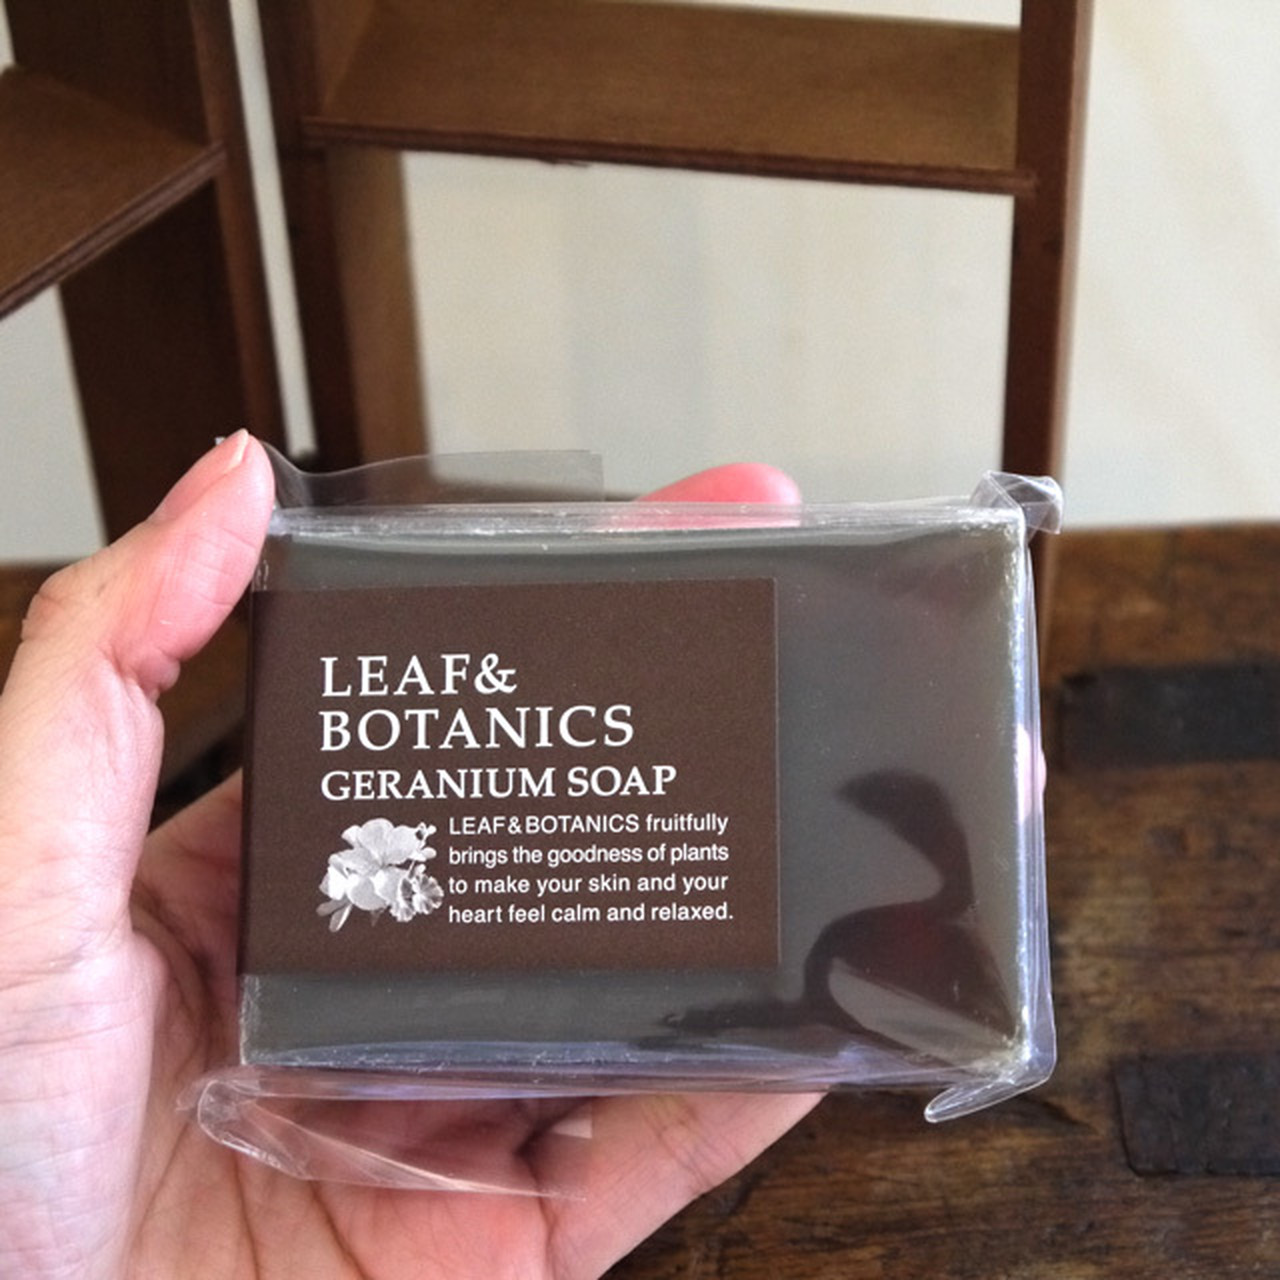 LEAF&
BOTANICS
GERANIUM SOAP
LEAF & BOTANICS fruitfully
brings the goodness of plants
to make your skin and your
heart feel calm and relaxed.